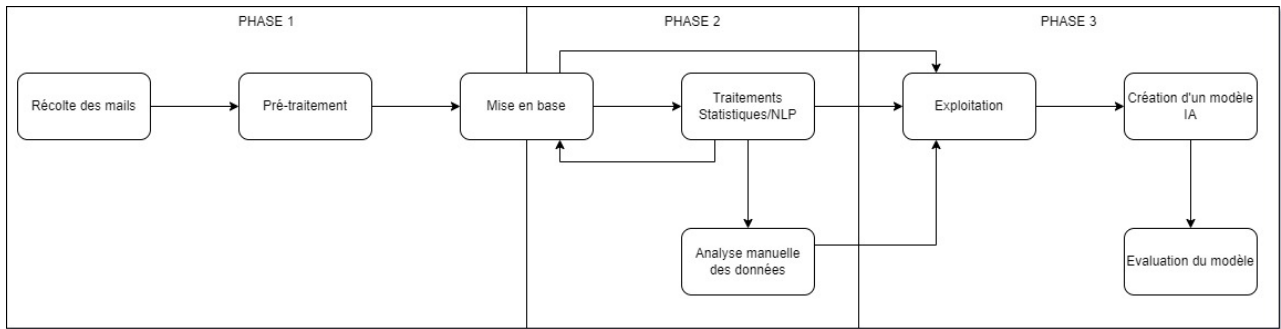 PHASE 1
PHASE 2
PHASE 3
Récolte des mails
Pré-traitement
Mise en base
Traitements
Statistiques/NLP
Exploitation
Création d'un modèle
IA
Analyse manuelle
des données
Evaluation du modèle